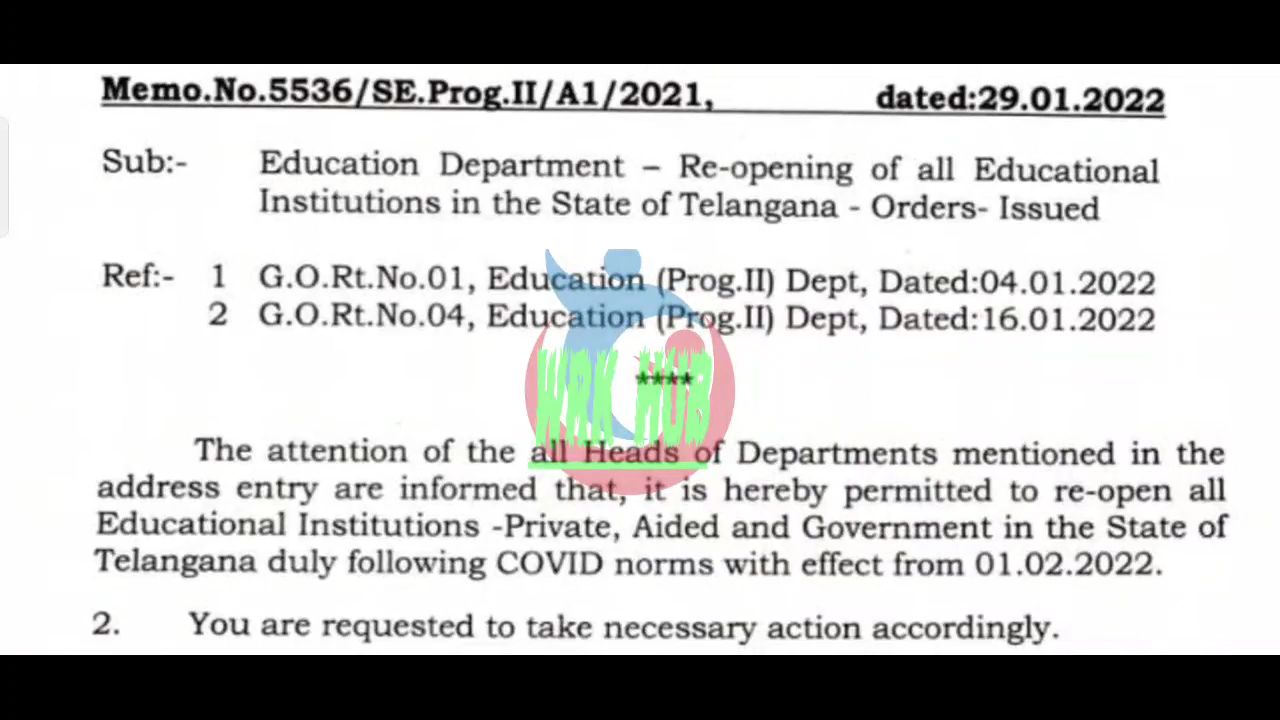 Memo.No.5536/SE.Prog.II/A1/2021, dated:29.01.2022
Sub:- Education Department – Re-opening of all Educational
Institutions in the State of Telangana - Orders- Issued
Ref:- 1 G.O.Rt.No.01, Education (Prog.II) Dept, Dated:04.01.2022
2 G.O.Rt.No.04, Education (Prog.II) Dept, Dated:16.01.2022
****
WRK HUB
The attention of the all Heads of Departments mentioned in the
address entry are informed that, it is hereby permitted to re-open all
Educational Institutions -Private, Aided and Government in the State of
Telangana duly following COVID norms with effect from 01.02.2022.
2. You are requested to take necessary action accordingly.